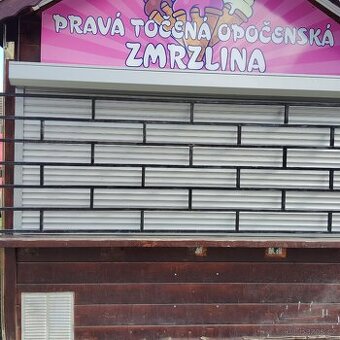 PRAVÁ TOČENÁ OPOČENSKÁ
ZMRZLINA